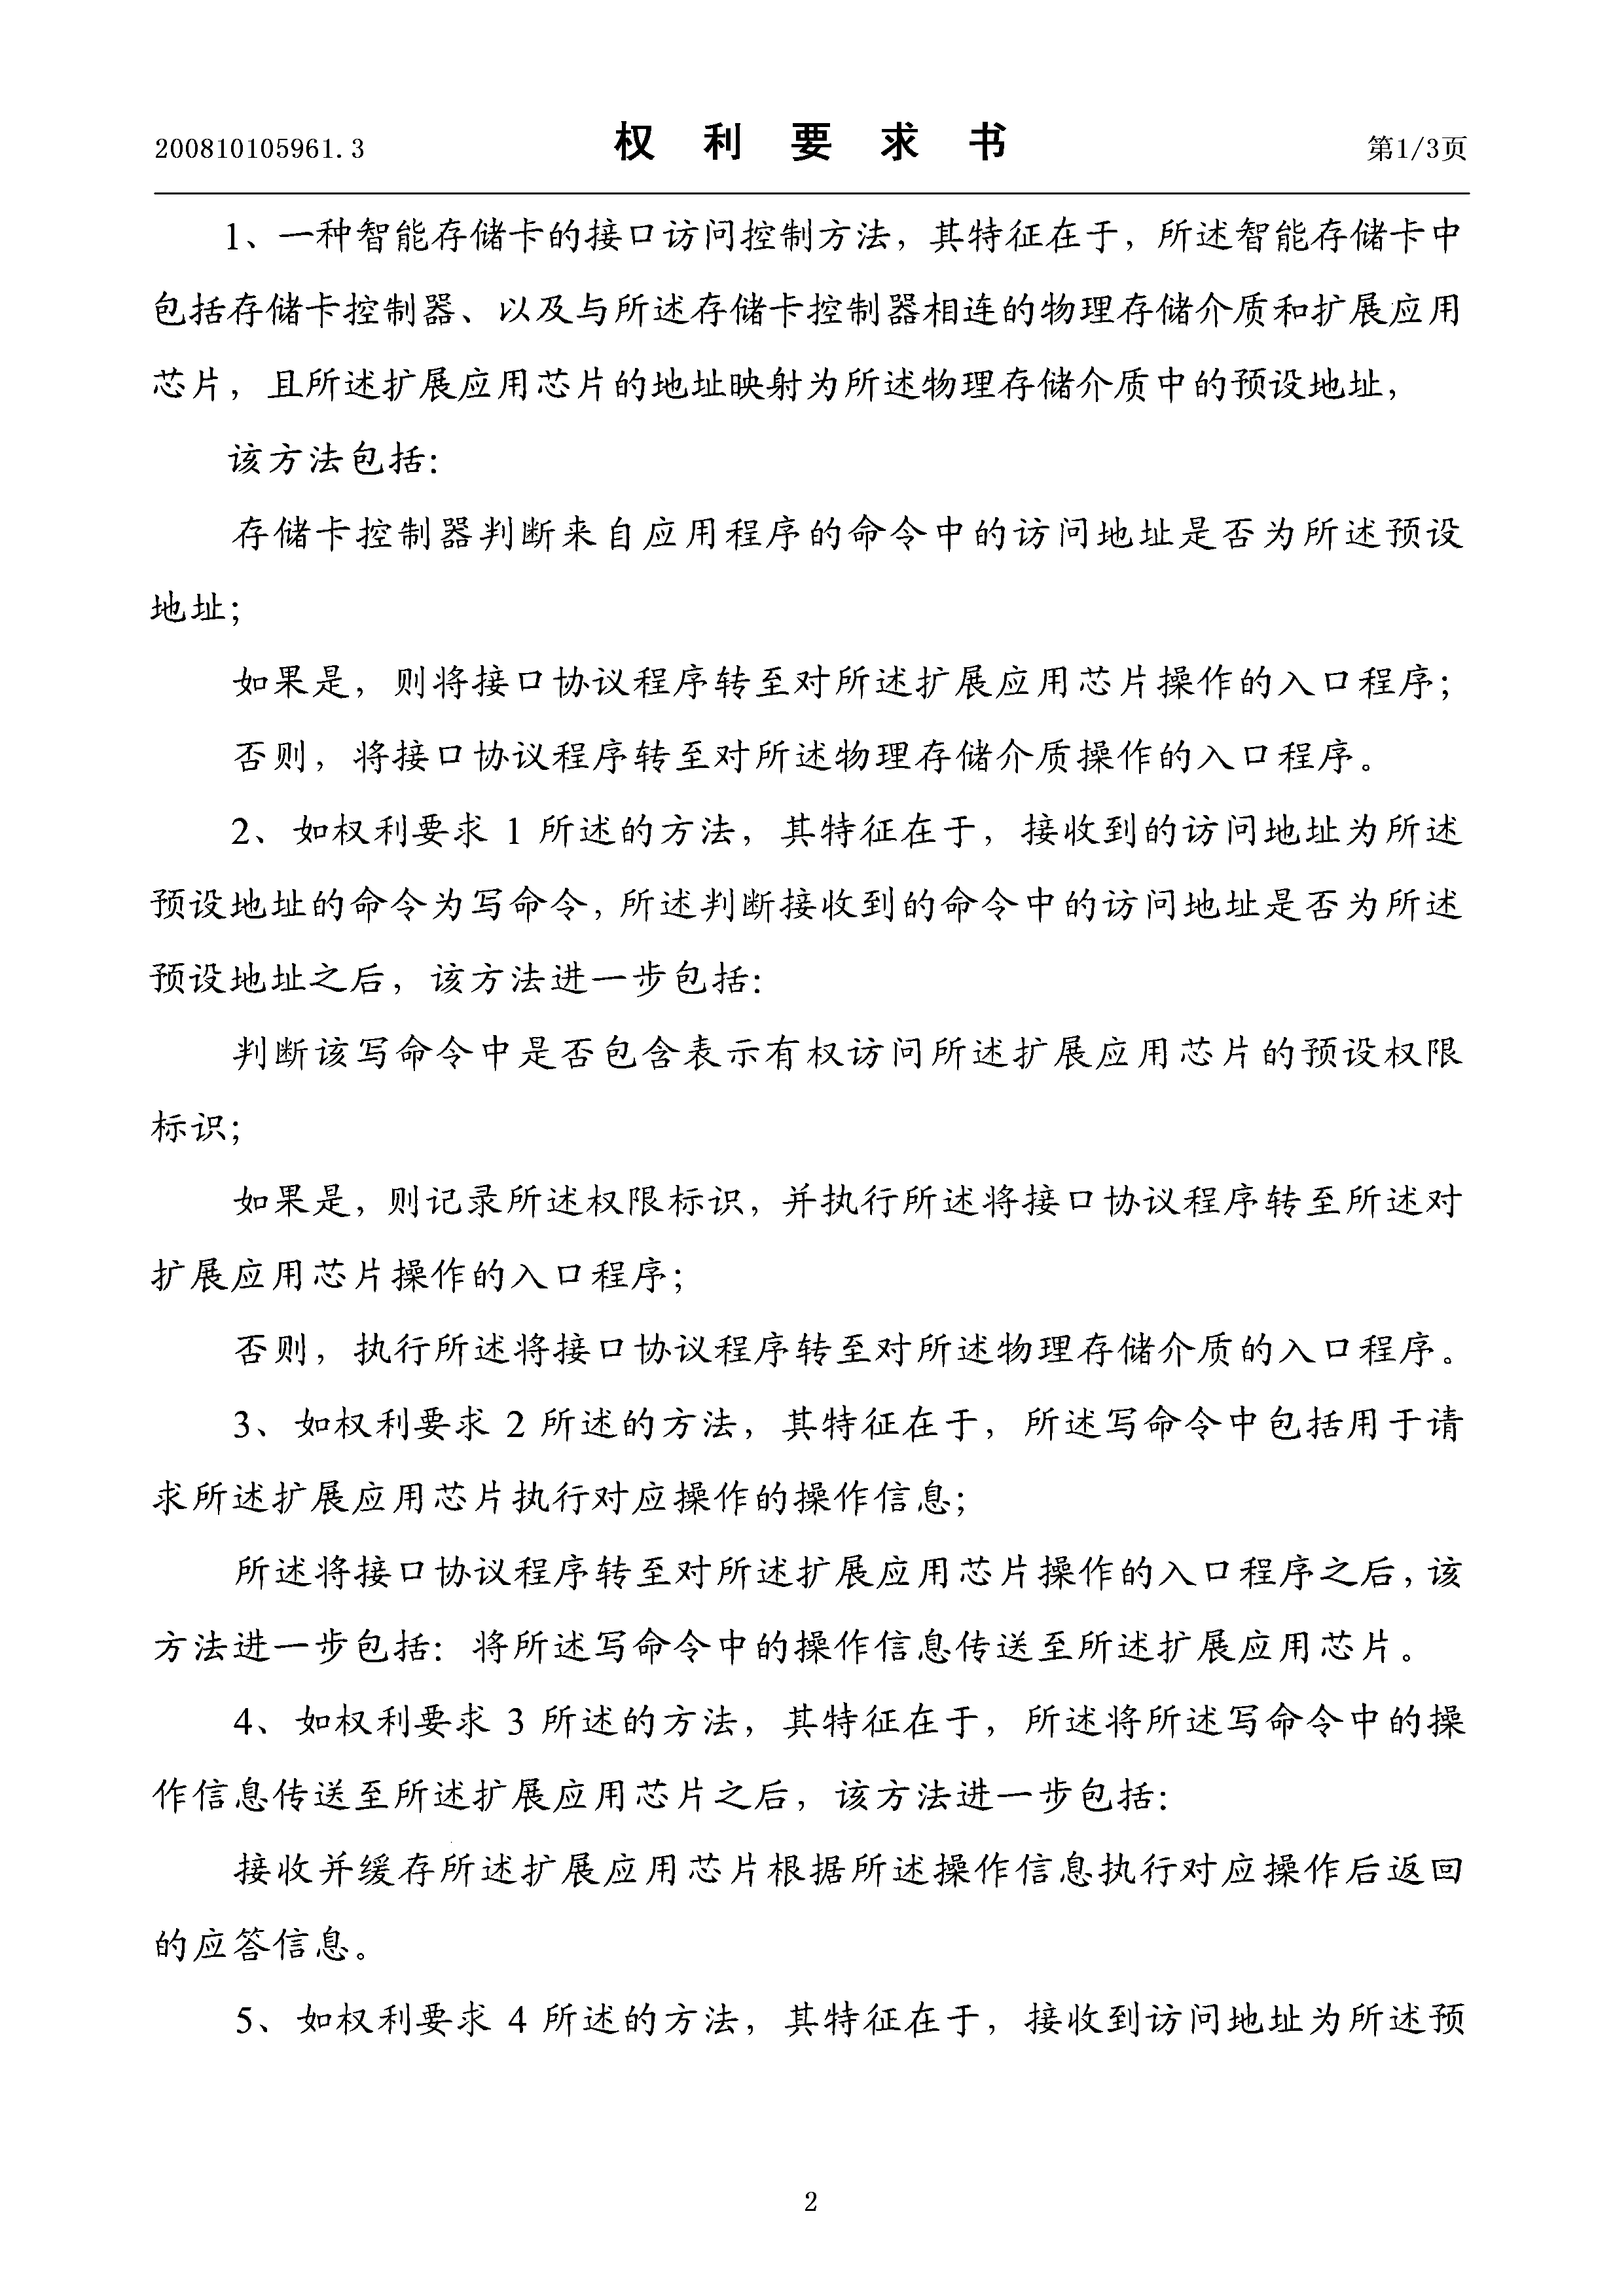 200810105961.3
权利要求书
第1/3页
1、一种智能存储卡的接口访问控制方法，其特征在于，所述智能存储卡中
包括存储卡控制器、以及与所述存储卡控制器相连的物理存储介质和扩展应用
芯片，且所述扩展应用芯片的地址映射为所述物理存储介质中的预设地址，
该方法包括：
存储卡控制器判断来自应用程序的命令中的访问地址是否为所述预设
地址；
如果是，则将接口协议程序转至对所述扩展应用芯片操作的入口程序；
否则，将接口协议程序转至对所述物理存储介质操作的入口程序。
2、如权利要求 1 所述的方法，其特征在于，接收到的访问地址为所述
预设地址的命令为写命令，所述判断接收到的命令中的访问地址是否为所述
预设地址之后，该方法进一步包括：
判断该写命令中是否包含表示有权访问所述扩展应用芯片的预设权限
标识；
如果是，则记录所述权限标识，并执行所述将接口协议程序转至所述对
扩展应用芯片操作的入口程序；
否则，执行所述将接口协议程序转至对所述物理存储介质的入口程序。
3、如权利要求 2 所述的方法，其特征在于，所述写命令中包括用于请
求所述扩展应用芯片执行对应操作的操作信息；
所述将接口协议程序转至对所述扩展应用芯片操作的入口程序之后，该
方法进一步包括：将所述写命令中的操作信息传送至所述扩展应用芯片。
4、如权利要求 3 所述的方法，其特征在于，所述将所述写命令中的操
作信息传送至所述扩展应用芯片之后，该方法进一步包括：
接收并缓存所述扩展应用芯片根据所述操作信息执行对应操作后返回
的应答信息。
5、如权利要求 4 所述的方法，其特征在于，接收到访问地址为所述预
2